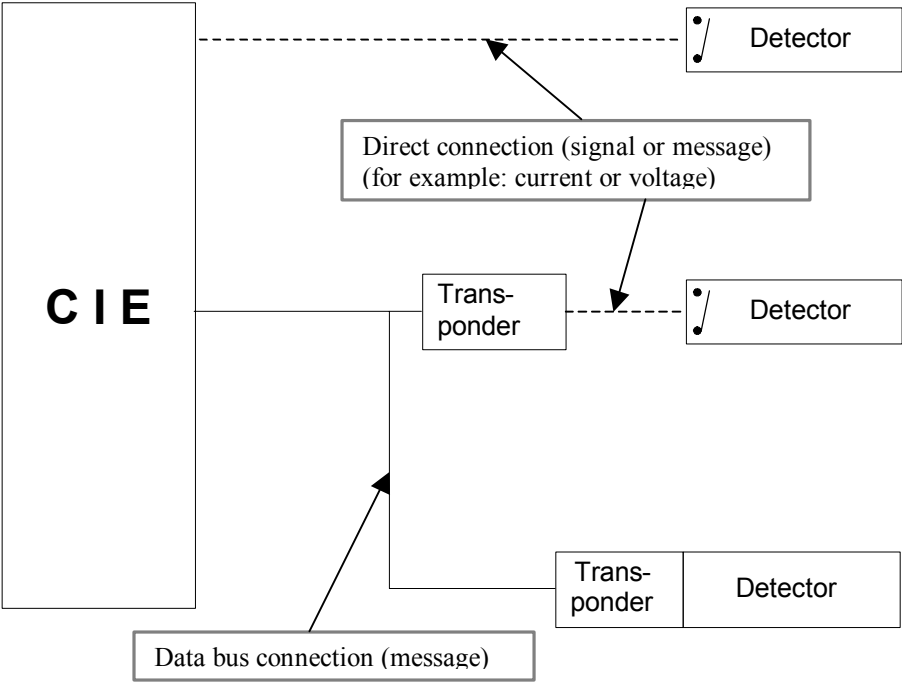 Detector
Direct connection (signal or message)
(for example: current or voltage)
C I E
Trans-
ponder
Detector
Trans-
ponder
Detector
Data bus connection (message)